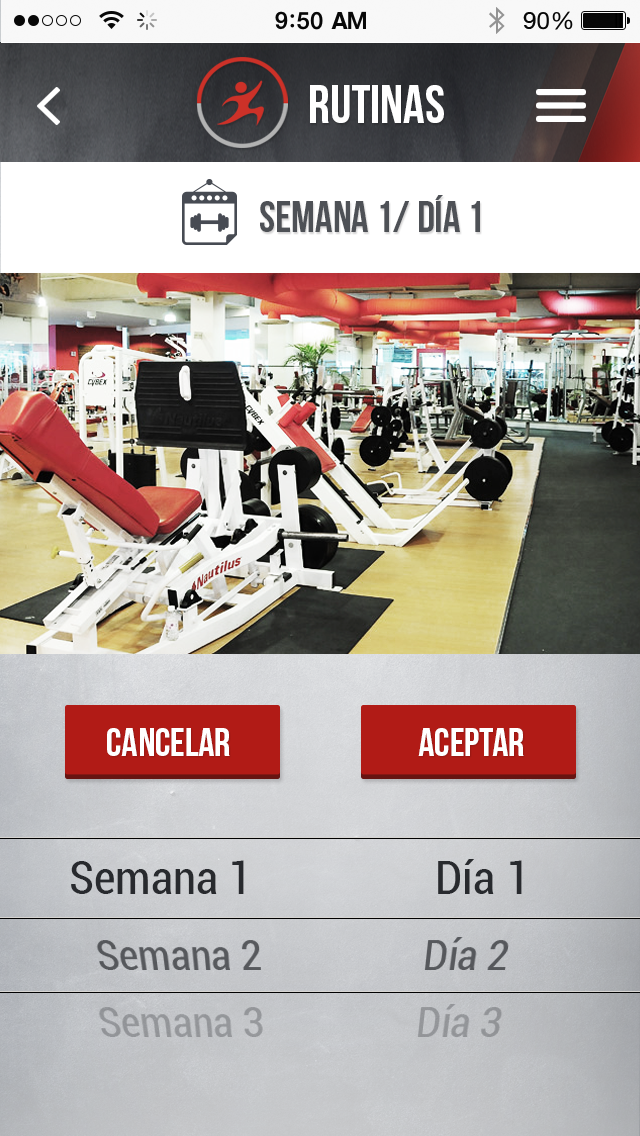 9:50 AM 90%
RUTINAS
SEMANA 1/ DÍA 1
CYBEX
CYBEX
Nautilus
Nautilus
CANCELAR ACEPTAR
Semana 1 Día 1
Semana 2 Día 2
Semana 3 Día 3